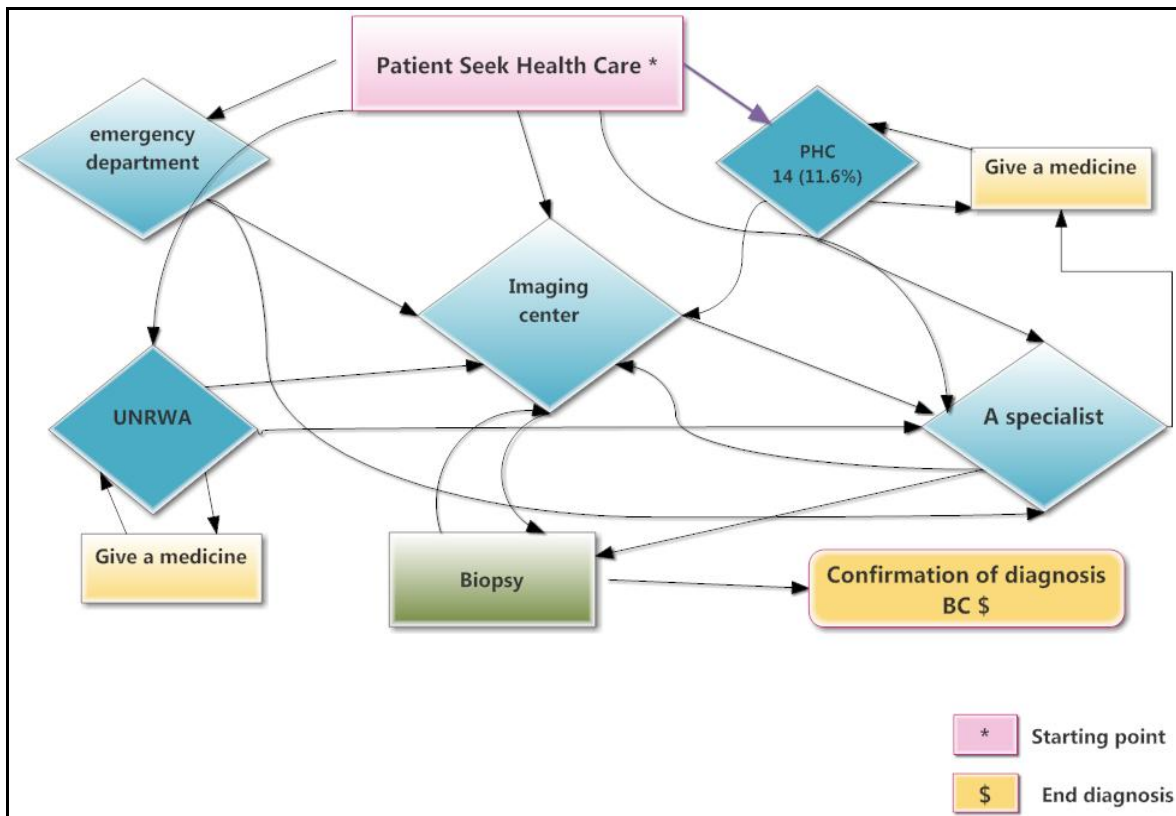 Patient Seek Health Care *
emergency
department
PHC
14 (11.6%)
Give a medicine
Imaging
center
UNRWA
A specialist
Give a medicine
Biopsy
Confirmation of diagnosis
BC $
* Starting point
$ End diagnosis